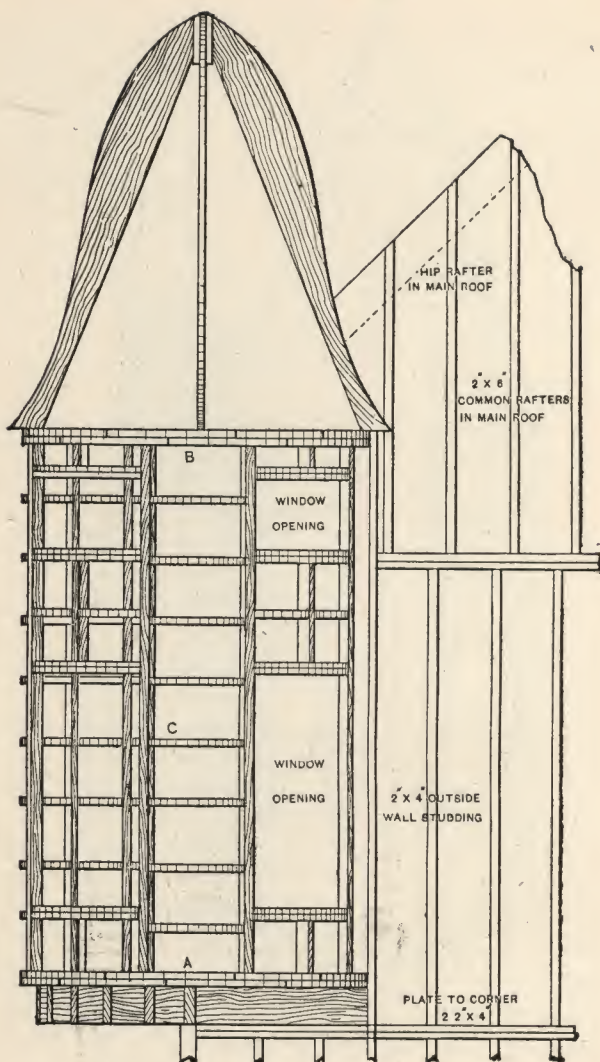 HIP RAFTER
IN MAIN ROOF
2" X 6"
COMMON RAFTERS
IN MAIN ROOF
B
WINDOW
OPENING
C
WINDOW
OPENING
2" X 4" OUTSIDE
WALL STUDDING
A
PLATE TO CORNER
2 2" X 4"